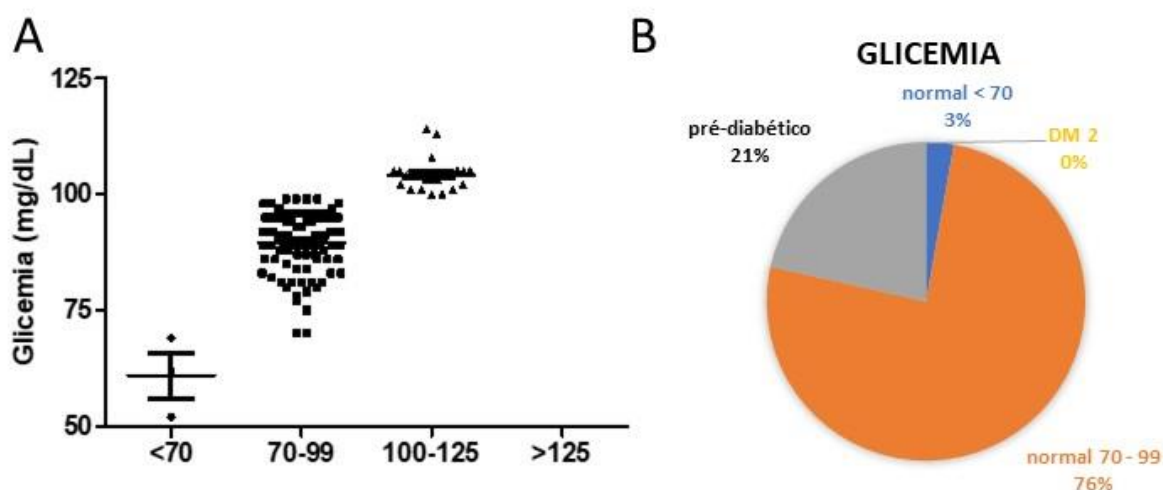 A
Glicemia (mg/dL)
125
100
75
50
<70
70-99
100-125
>125
B
GLICEMIA
normal < 70
3%
DM 2
0%
pré-diabético
21%
normal 70 - 99
76%